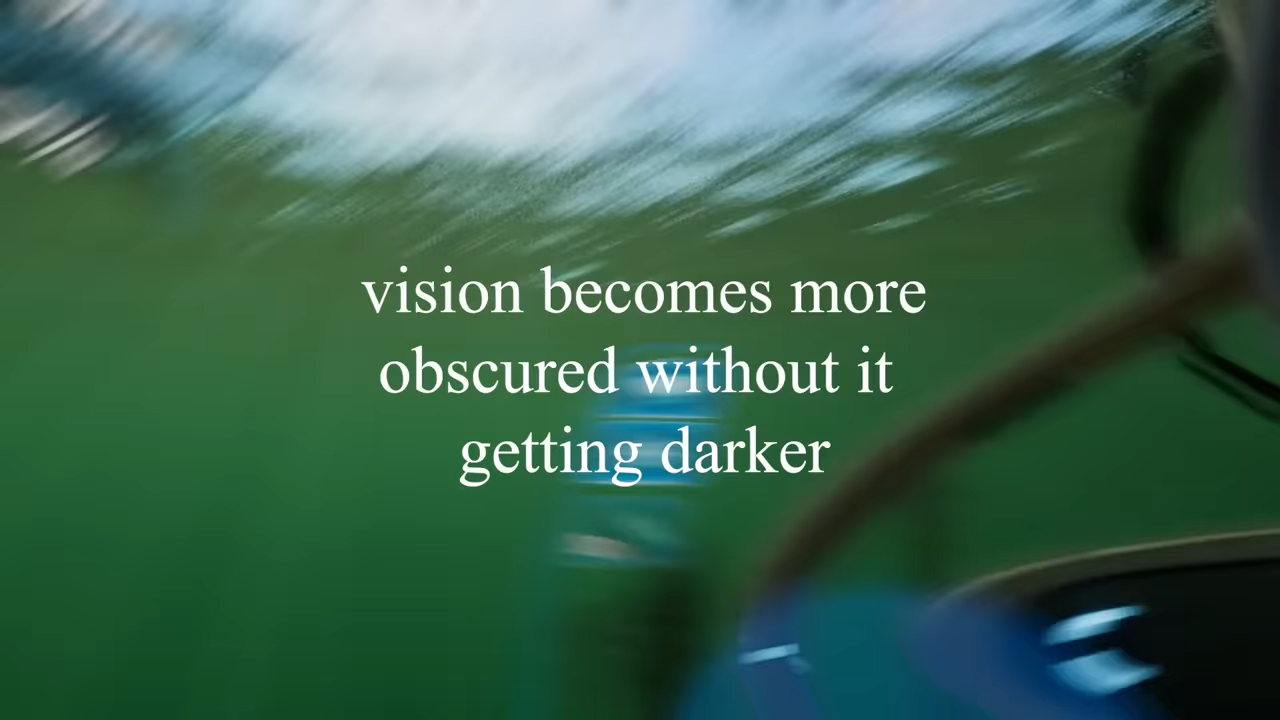 vision becomes more
obscured without it
getting darker